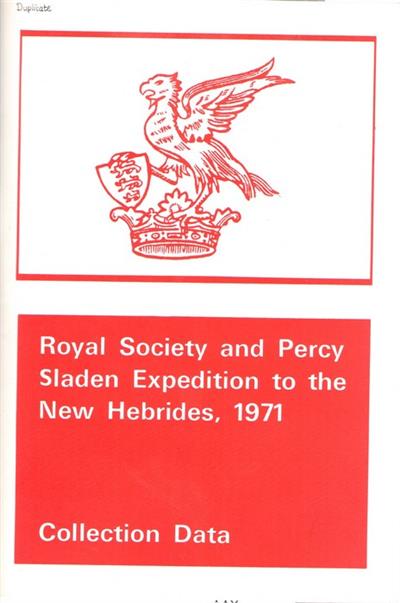 Duplicate
Royal Society and Percy
Sladen Expedition to the
New Hebrides, 1971
Collection Data